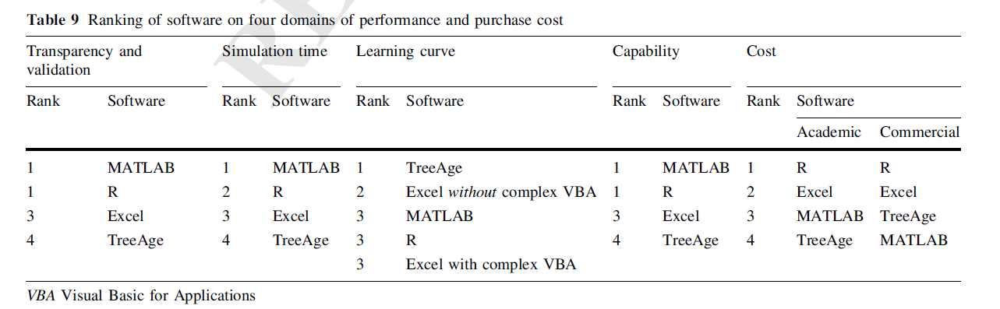 Table 9 Ranking of software on four domains of performance and purchase cost
Transparency and validation Simulation time Learning curve Capability Cost
Rank Software Rank Software Rank Software Rank Software Rank Software
Academic Commercial
1 MATLAB 1 MATLAB 1 TreeAge 1 MATLAB 1 R R
1 R 2 R 2 Excel without complex VBA 1 R 2 Excel Excel
3 Excel 3 Excel 3 MATLAB 3 Excel 3 MATLAB TreeAge
4 TreeAge 4 TreeAge 3 R 4 TreeAge 4 TreeAge MATLAB
3 Excel with complex VBA
VBA Visual Basic for Applications